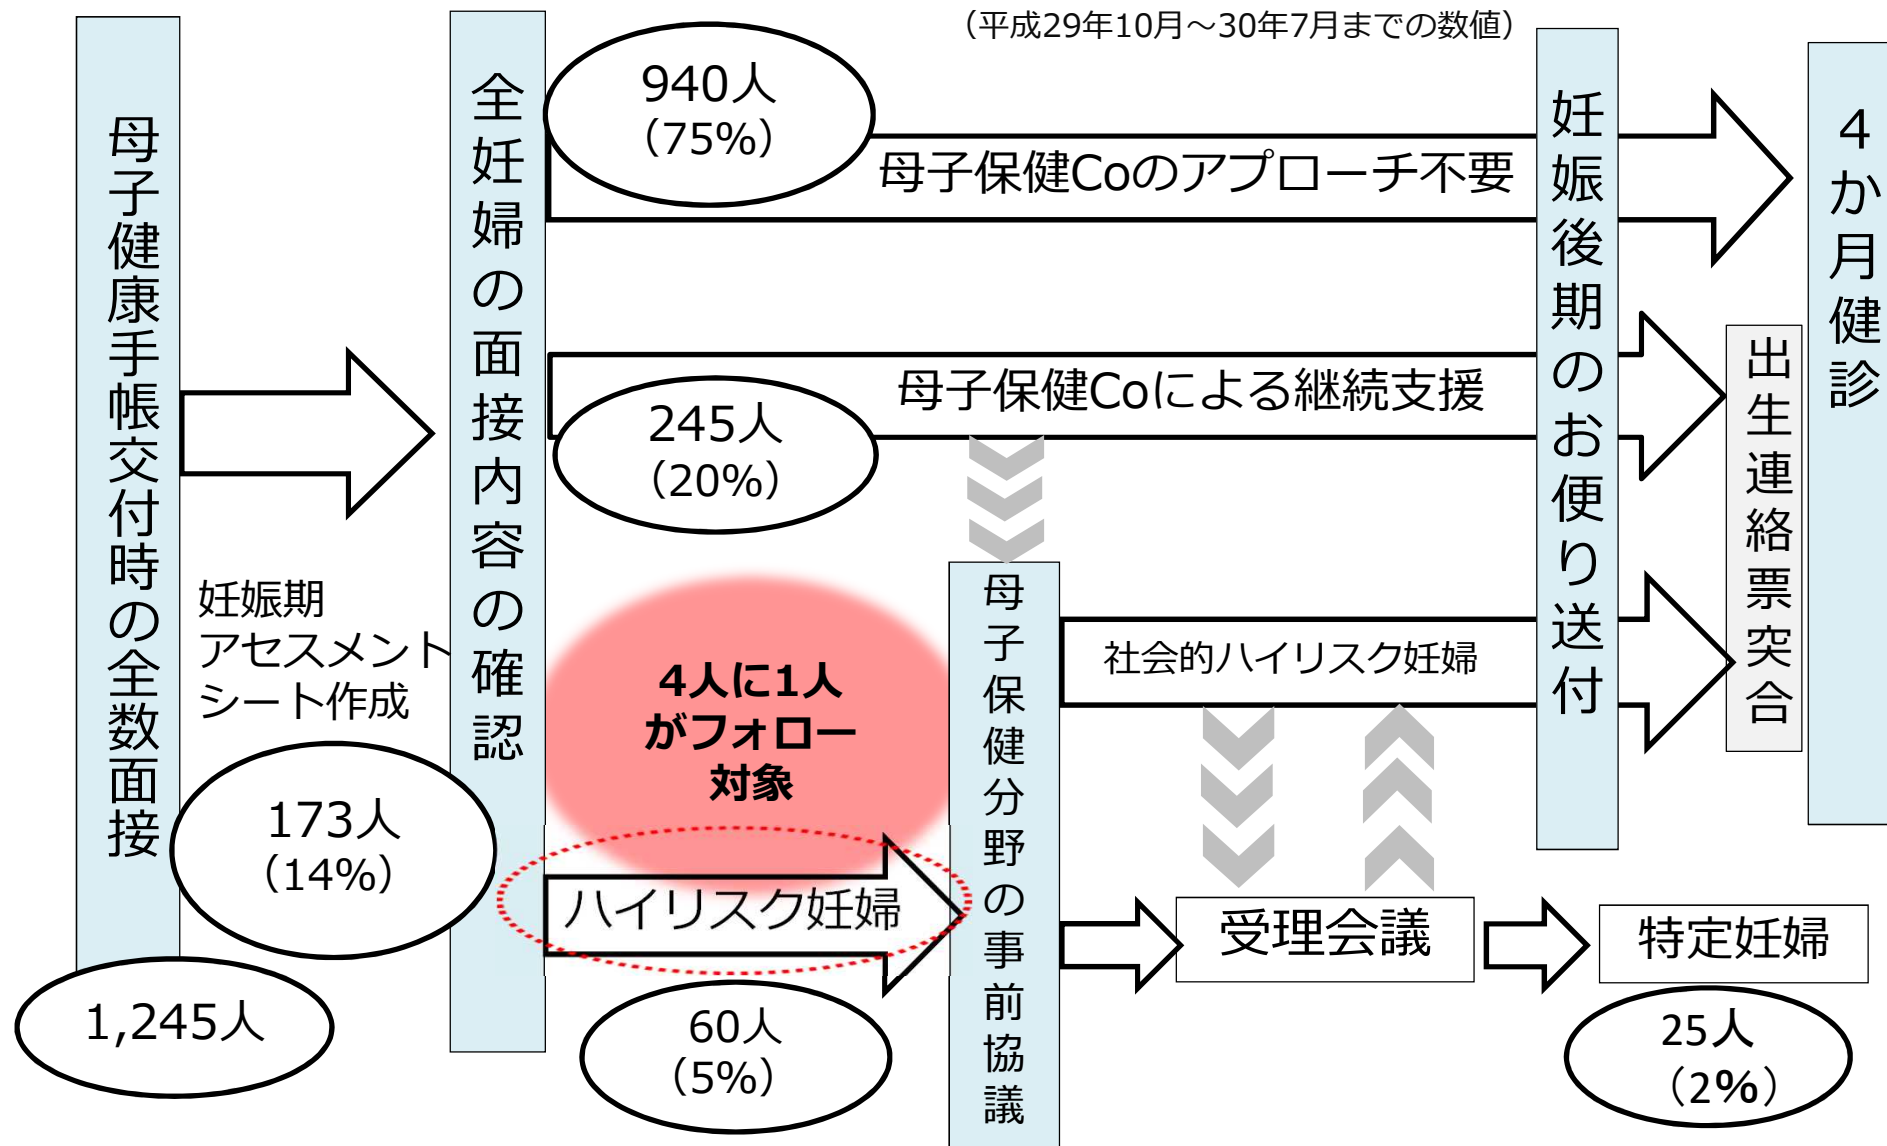 （平成29年10月～30年7月までの数値）
母子健康手帳交付時の全数面接
1,245人
妊娠期
アセスメント
シート作成
173人
（14%）
全妊婦の面接内容の確認
940人
（75%）
母子保健Coのアプローチ不要
245人
（20%）
母子保健Coによる継続支援
4人に1人
がフォロー
対象
ハイリスク妊婦
60人
（5%）
母子保健分野の事前協議
社会的ハイリスク妊婦
受理会議
特定妊婦
25人
（2%）
妊娠後期のお便り送付
出生連絡票突合
4か月健診